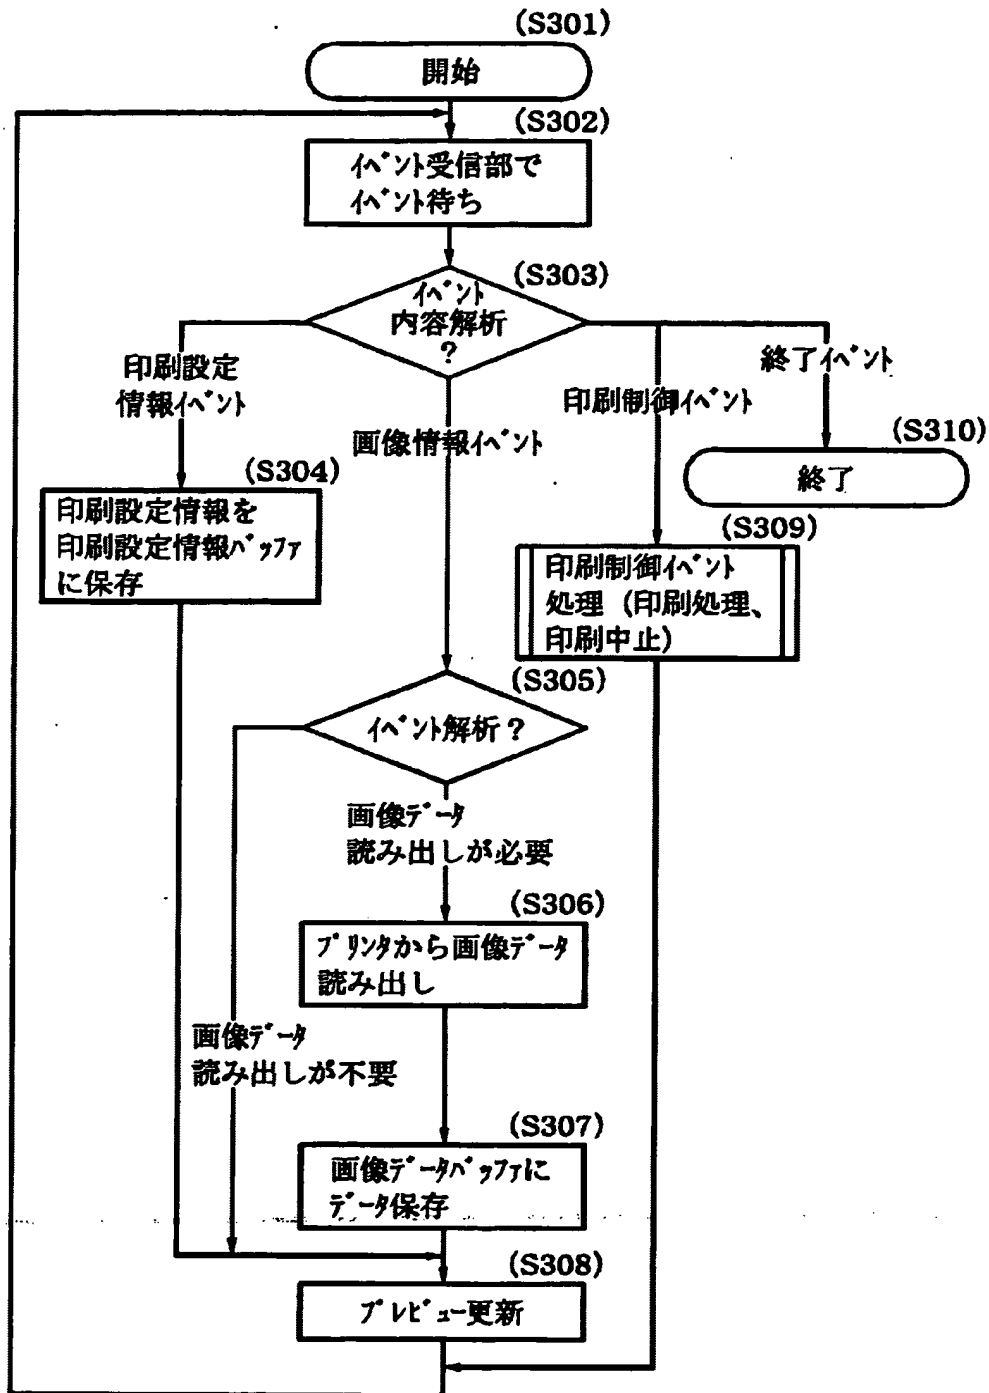 (S301)
開始
(S302)
イベント受信部で
イベント待ち
(S303)
イベント
内容解析
?
印刷設定
情報イベント
画像情報イベント
印刷制御イベント
終了イベント
(S310)
終了
(S304)
印刷設定情報を
印刷設定情報バッファ
に保存
(S309)
印刷制御イベント
処理(印刷処理、
印刷中止)
(S305)
イベント解析?
画像データ
読み出しが必要
(S306)
プリンタから画像データ
読み出し
画像データ
読み出しが不要
(S307)
画像データバッファに
データ保存
(S308)
プレビュー更新